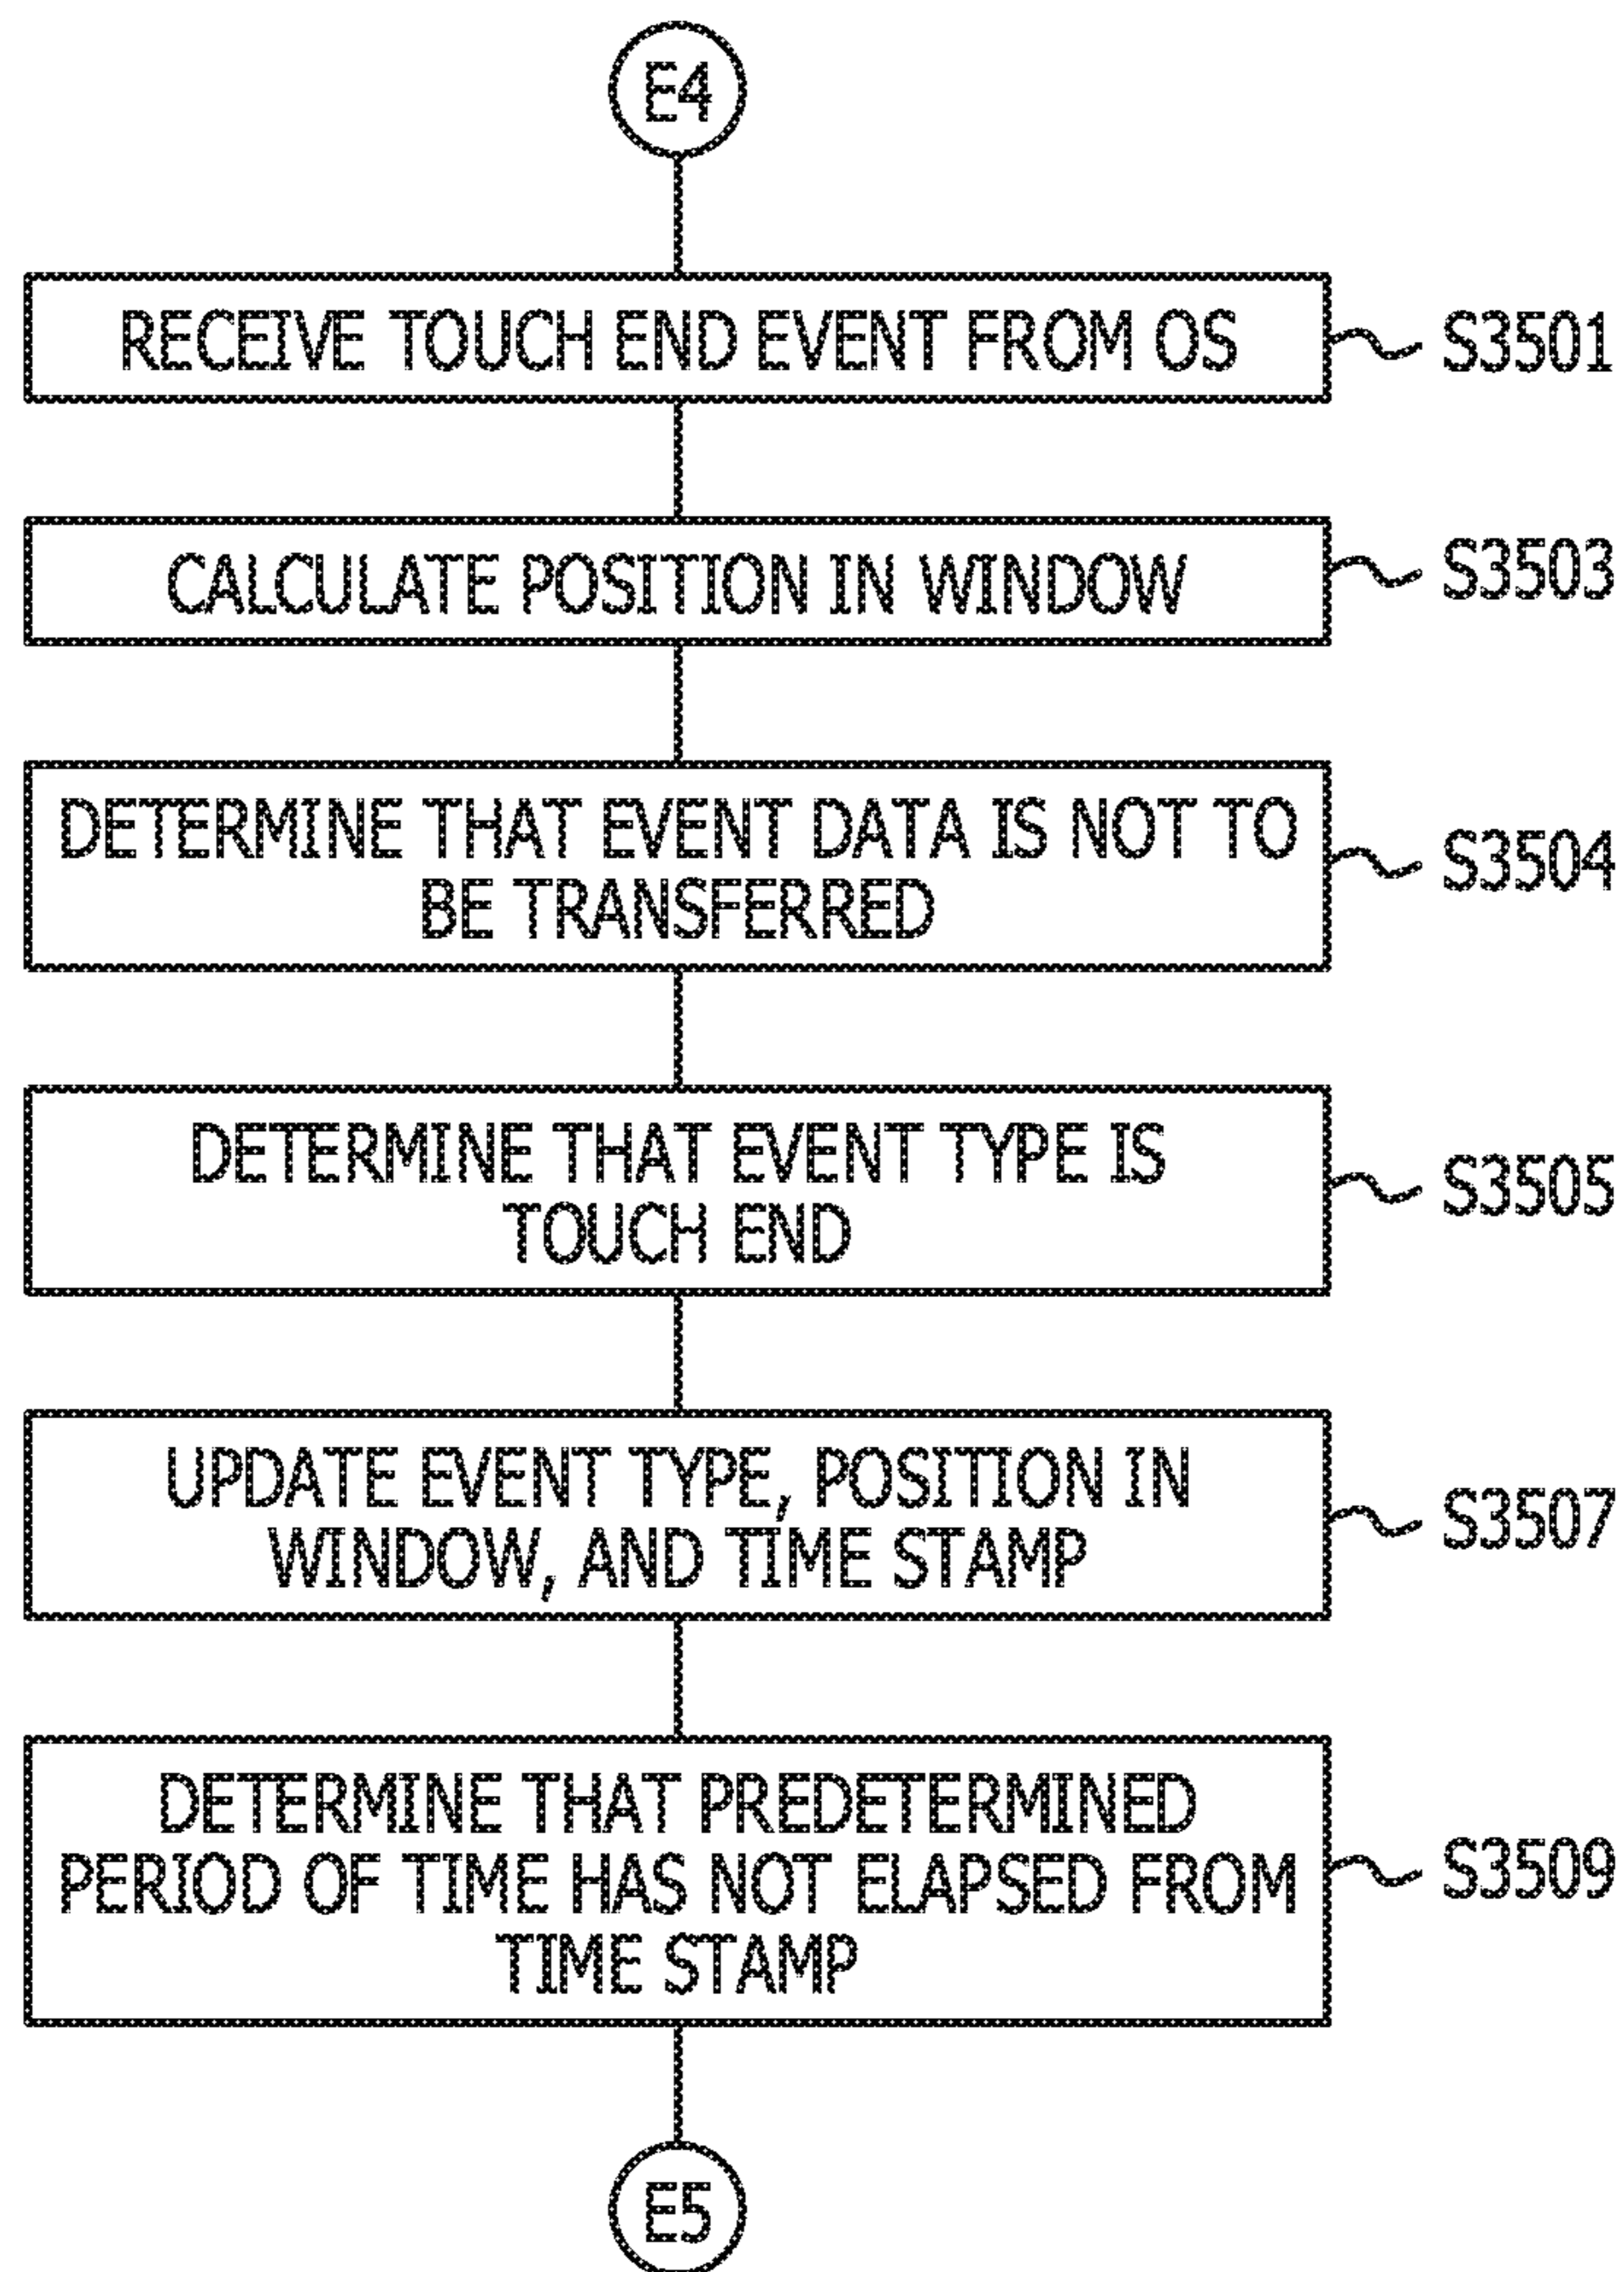 E4
RECEIVE TOUCH END EVENT FROM OS
S3501
CALCULATE POSITION IN WINDOW
S3503
DETERMINE THAT EVENT DATA IS NOT TO
BE TRANSFERRED
S3504
DETERMINE THAT EVENT TYPE IS
TOUCH END
S3505
UPDATE EVENT TYPE, POSITION IN
WINDOW, AND TIME STAMP
S3507
DETERMINE THAT PREDETERMINED
PERIOD OF TIME HAS NOT ELAPSED FROM
TIME STAMP
S3509
E5